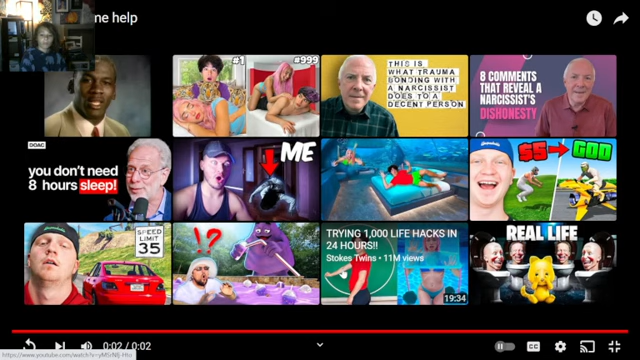 me help
#1
#999
THIS IS
WHAT TRAUMA
BONDING WITH
A NARCISSIST
DOES TO A
DECENT PERSON
8 COMMENTS
THAT REVEAL A
NARCISSIST'S
DISHONESTY
DOAC
you don't need
8 hours sleep!
ME
$5 → GOD
SPEED
LIMIT
35
!?
TRYING 1,000 LIFE HACKS IN
24 HOURS!!
Stokes Twins • 11M views
19:34
REAL LIFE
0:02 / 0:02
CC